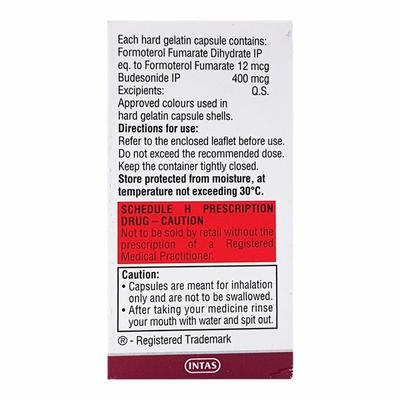 Each hard gelatin capsule contains:
Formoterol Fumarate Dihydrate IP
eq. to Formoterol Fumarate 12 mcg
Budesonide IP 400 mcg
Excipients: Q.S.
Approved colours used in
hard gelatin capsule shells.
Directions for use:
Refer to the enclosed leaflet before use.
Do not exceed the recommended dose.
Keep the container tightly closed.
Store protected from moisture, at
temperature not exceeding 30°C.
SCHEDULE H PRESCRIPTION
DRUG – CAUTION
Not to be sold by retail without the
prescription of a Registered
Medical Practitioner.
Caution:
• Capsules are meant for inhalation
only and are not to be swallowed.
• After taking your medicine rinse
your mouth with water and spit out.
® - Registered Trademark
INTAS